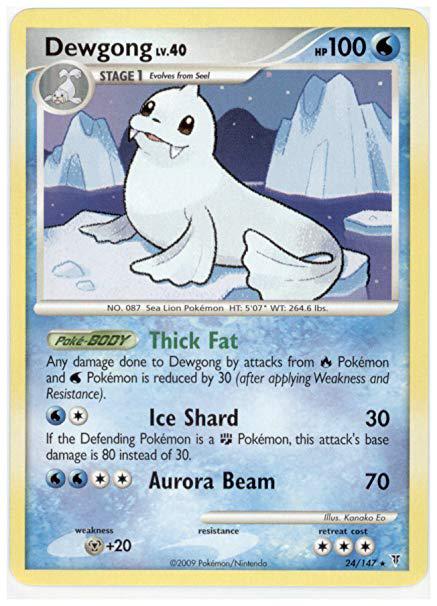 Dewgong LV.40 HP 100
STAGE 1 Evolves from Seel
NO. 087 Sea Lion Pokémon HT: 5'07" WT: 264.6 lbs.
Poké-BODY Thick Fat
Any damage done to Dewgong by attacks from Pokémon
and Pokémon is reduced by 30 (after applying Weakness and
Resistance).
Ice Shard 30
If the Defending Pokémon is a Pokémon, this attack's base
damage is 80 instead of 30.
Aurora Beam 70
Illus. Kanako Eo
weakness resistance retreat cost
+20
©2009 Pokémon/Nintendo 24/147 ★